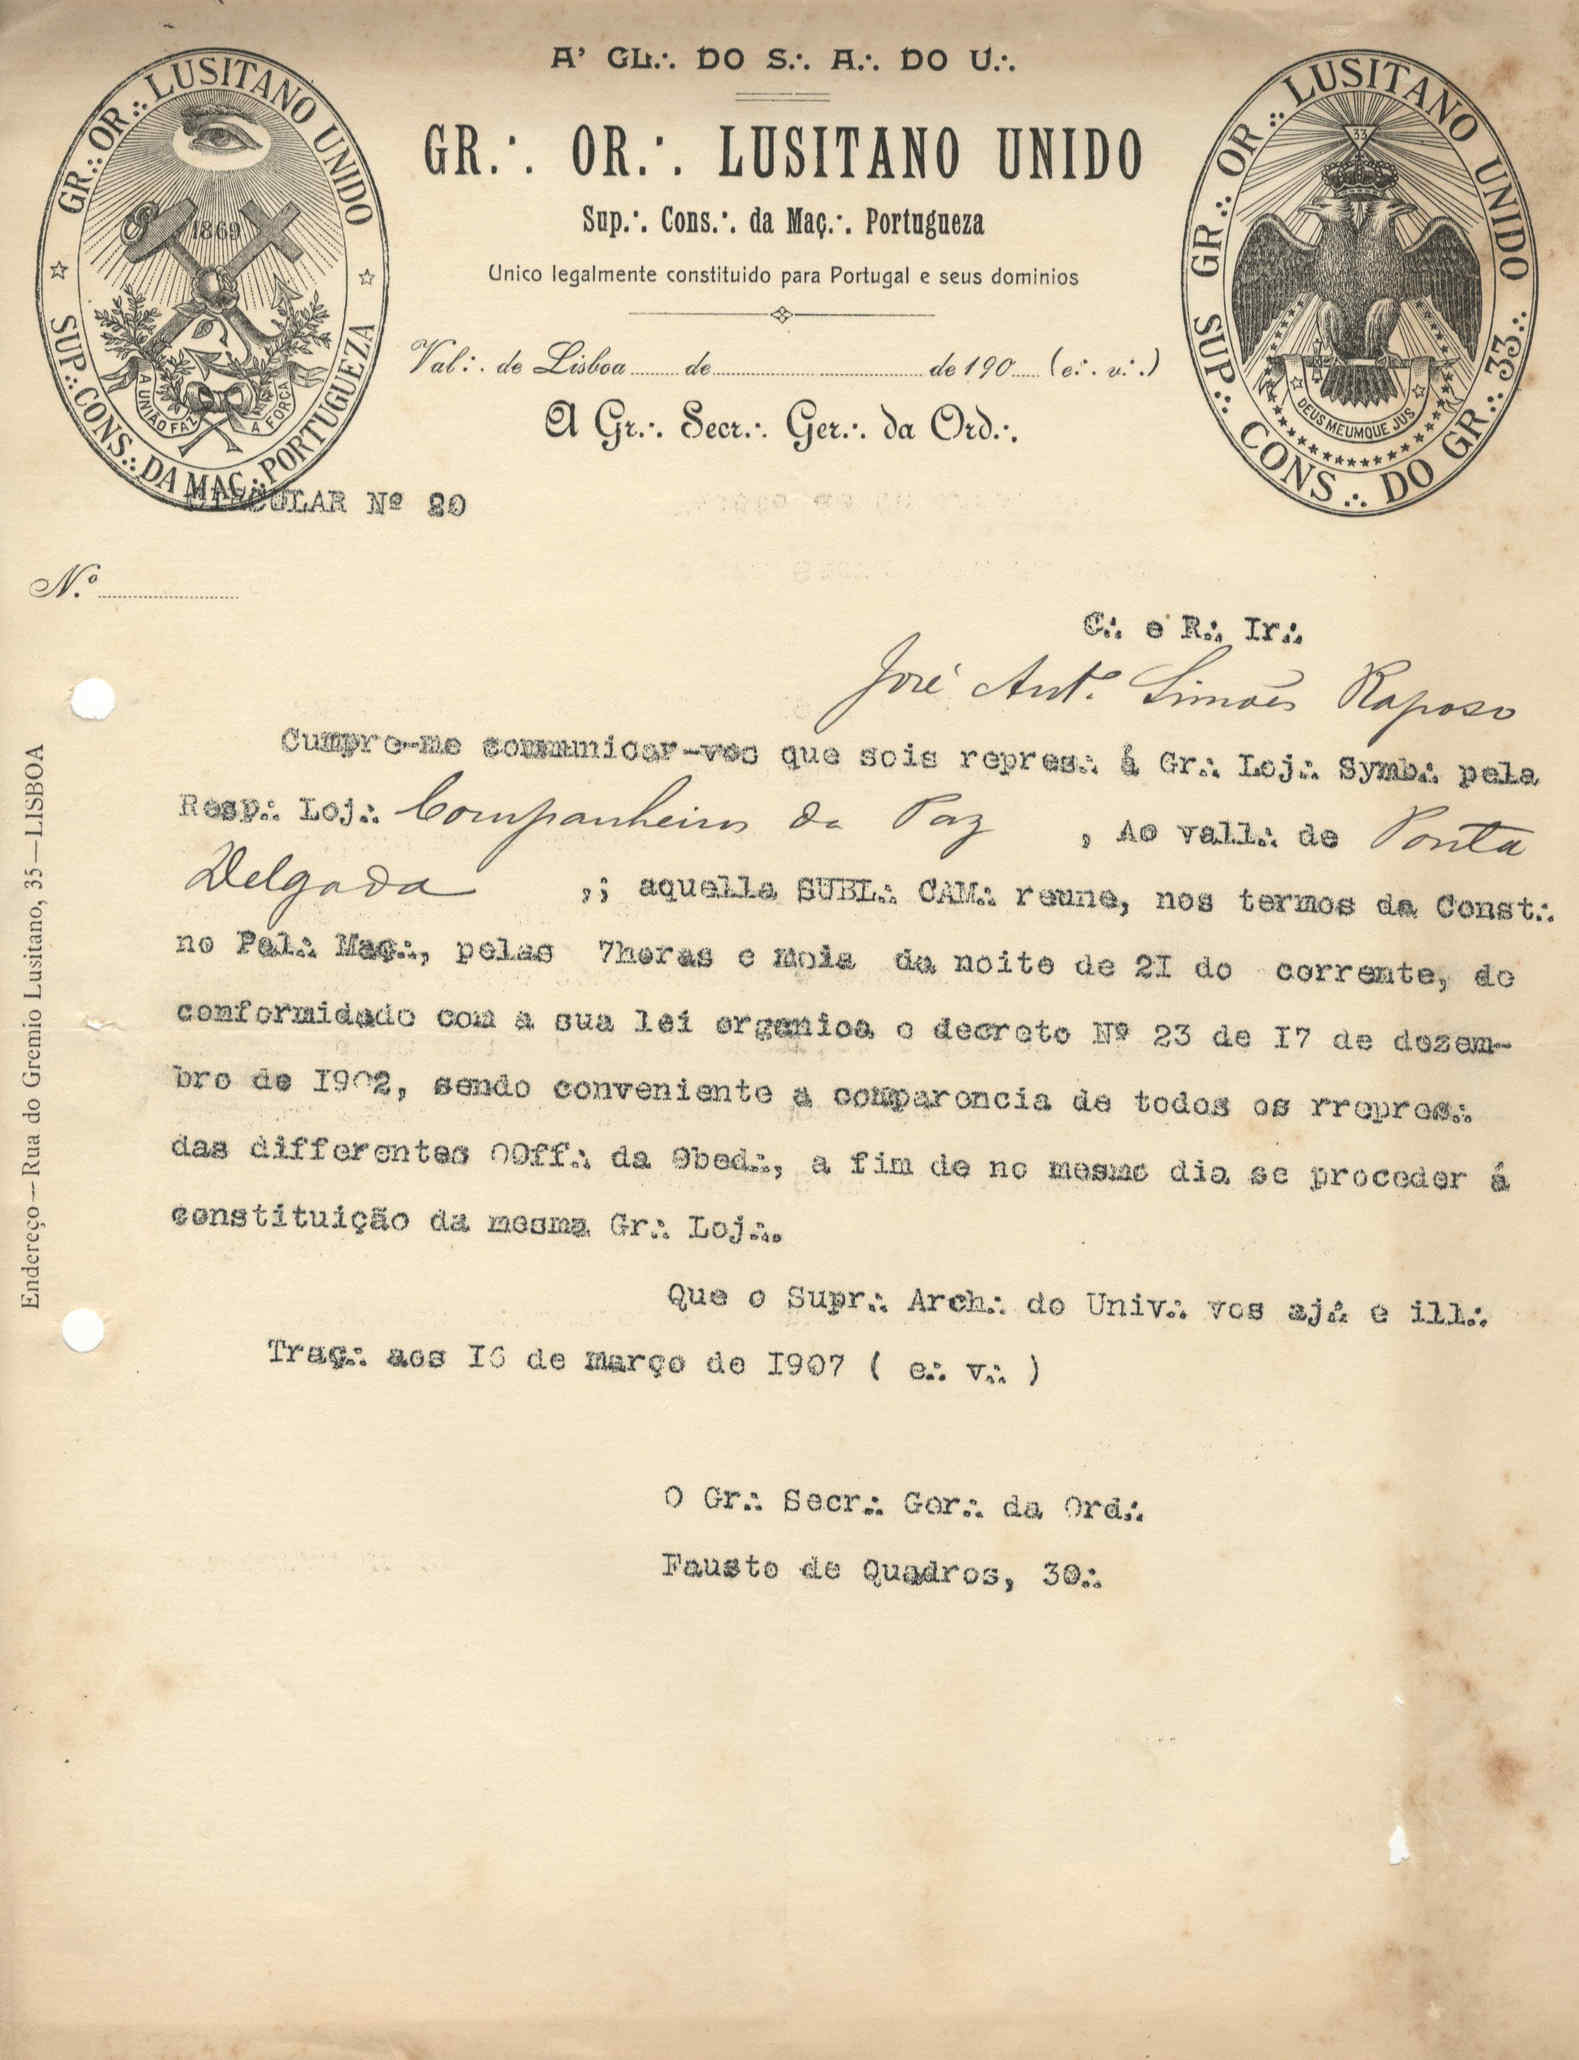 A' GL∴ DO S∴ A∴ DO U∴
GR∴ OR∴ LUSITANO UNIDO
Sup∴ Cons∴ da Maç∴ Portugueza
Unico legalmente constituido para Portugal e seus dominios
Val∴ de Lisboa ...... de .............................. de 190..... (e∴ v∴)
A Gr∴ Secr∴ Ger∴ da Ord∴
GR∴ OR∴ LUSITANO UNIDO
SUP∴ CONS∴ DA MAÇ∴ PORTUGUEZA
1869
A UNIÃO FAZ A FORÇA
GR∴ OR∴ LUSITANO UNIDO
SUP∴ CONS∴ DO GR∴ 33∴
33
DEUS MEUMQUE JUS
CIRCULAR Nº 20
N.º ....................
C∴ e R∴ Ir∴
José Ant.º Simões Raposo
Cumpre-me communicar-vos que sois repres∴ á Gr∴ Loj∴ Symb∴ pela
Resp∴ Loj∴ Companheiros da Paz , Ao vall∴ de Ponta
Delgada ,; aquella SUBL∴ CAM∴ reune, nos termos da Const∴
no Pal∴ Maç∴, pelas 7horas e meia da noite de 2I do corrente, de
conformidade com a sua lei organica e decreto Nº 23 de I7 de dezem-
bro de I902, sendo conveniente a comparencia de todos os rrepres∴
das differentes OOff∴ da Obed∴, a fim de no mesmo dia se proceder á
constituição da mesma Gr∴ Loj∴.
Que o Supr∴ Arch∴ do Univ∴ vos ajá e ill∴
Traç∴ aos I6 de março de I907 ( e∴ v∴ )
O Gr∴ Secr∴ Ger∴ da Ord∴
Fausto de Quadros, 30∴
Endereço—Rua do Gremio Lusitano, 35—LISBOA